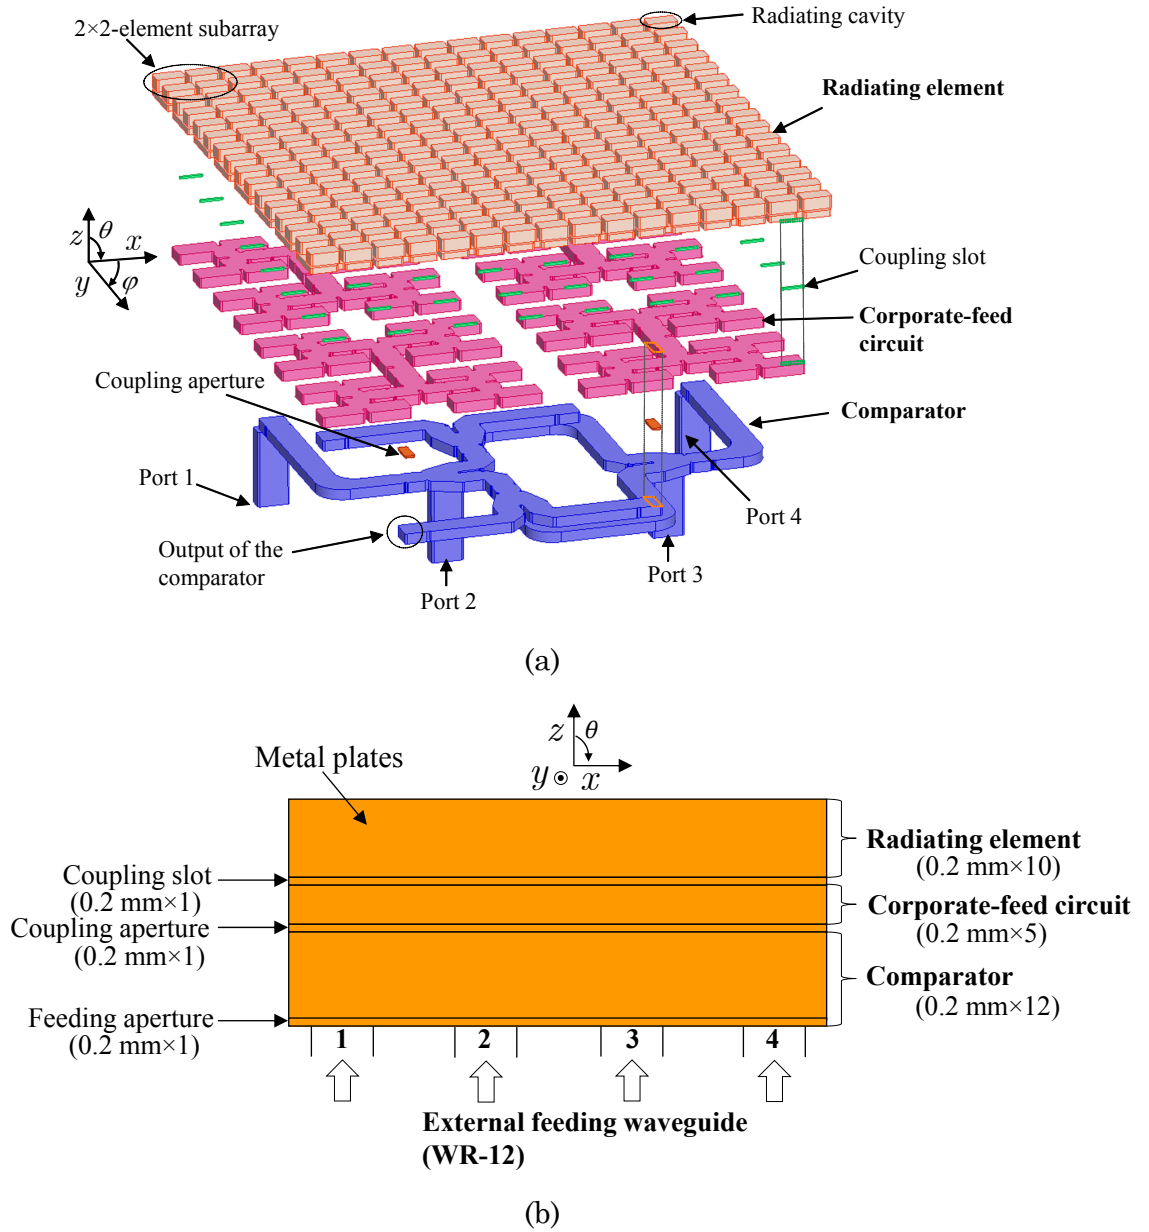 2×2-element subarray
Radiating cavity
Radiating element
z
θ
x
y
φ
Coupling slot
Corporate-feed
circuit
Coupling aperture
Comparator
Port 1
Port 4
Output of the
comparator
Port 3
Port 2
(a)
z
θ
y
x
Metal plates
Radiating element
(0.2 mm×10)
Coupling slot
(0.2 mm×1)
Corporate-feed circuit
(0.2 mm×5)
Coupling aperture
(0.2 mm×1)
Comparator
(0.2 mm×12)
Feeding aperture
(0.2 mm×1)
1 2 3 4
External feeding waveguide
(WR-12)
(b)